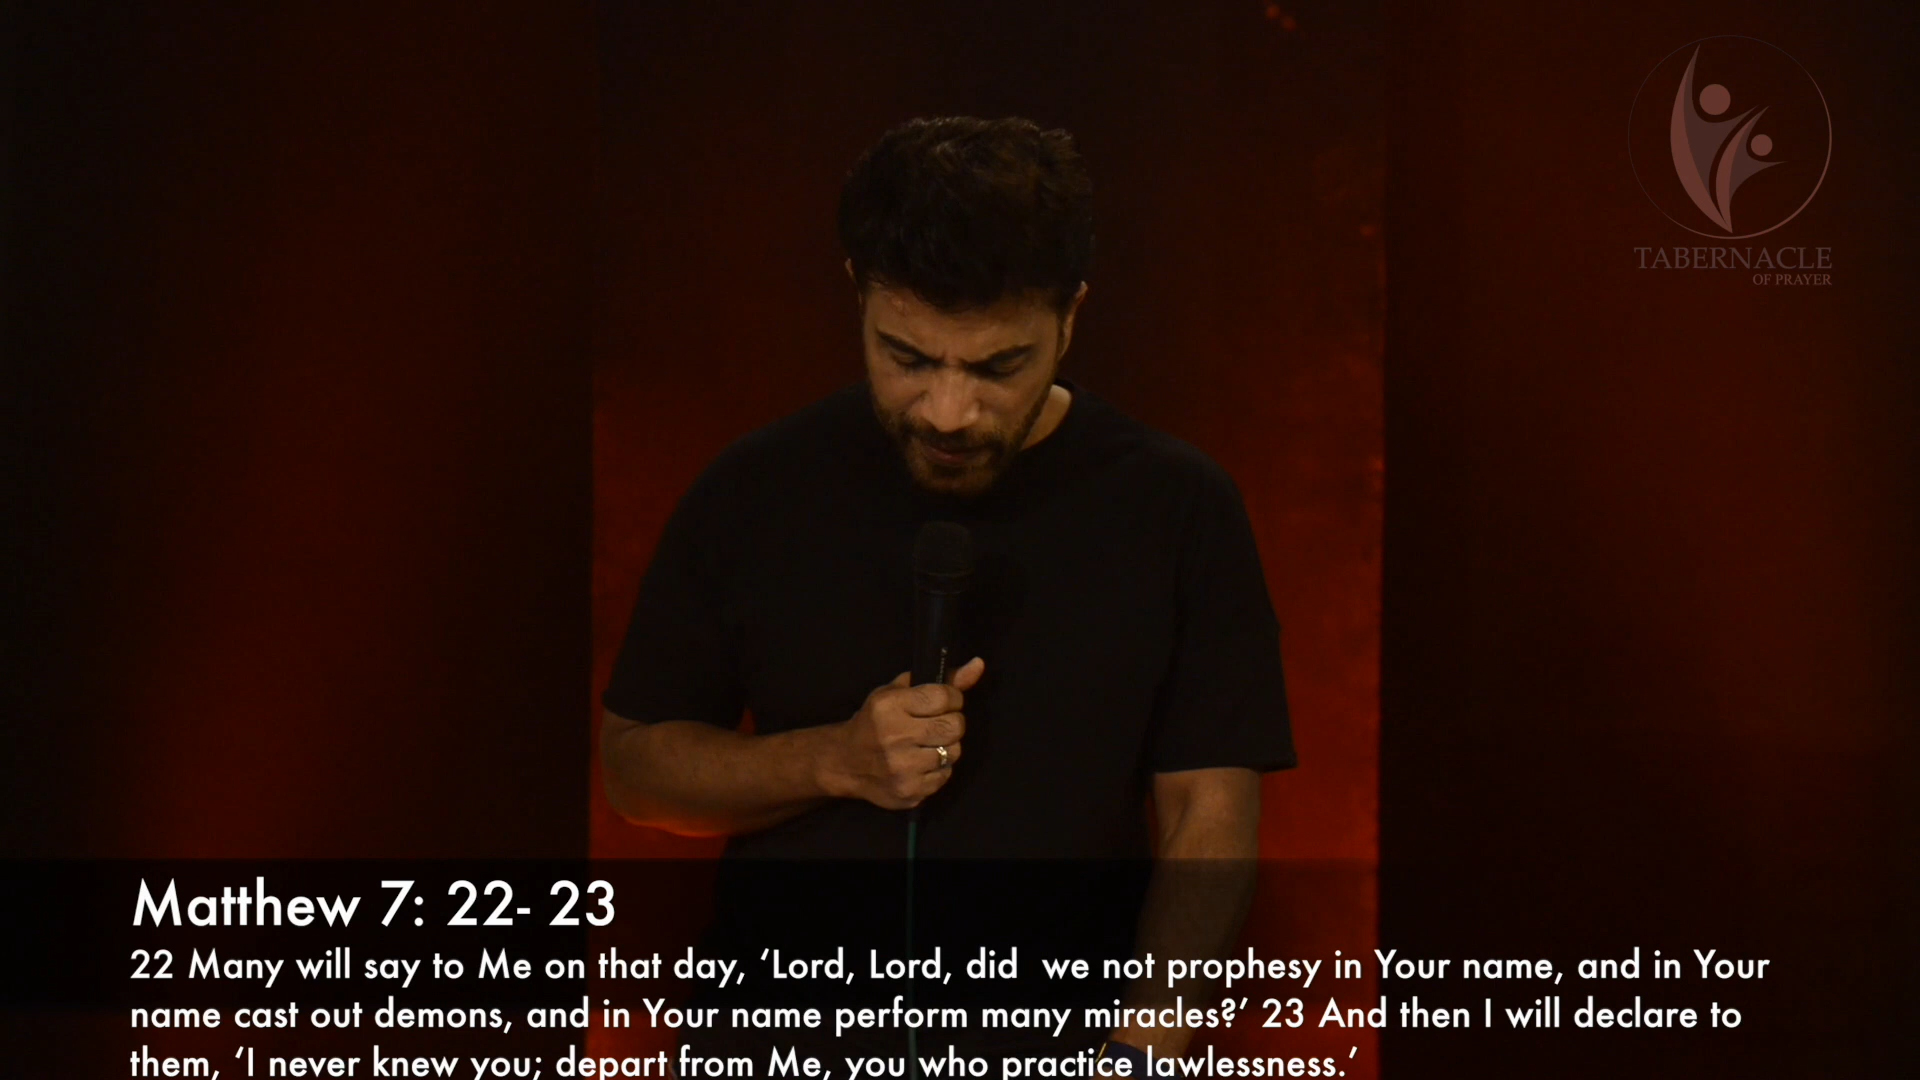 TABERNACLE
OF PRAYER
Matthew 7: 22- 23
22 Many will say to Me on that day, ‘Lord, Lord, did  we not prophesy in Your name, and in Your
name cast out demons, and in Your name perform many miracles?’ 23 And then I will declare to
them, ‘I never knew you; depart from Me, you who practice lawlessness.’